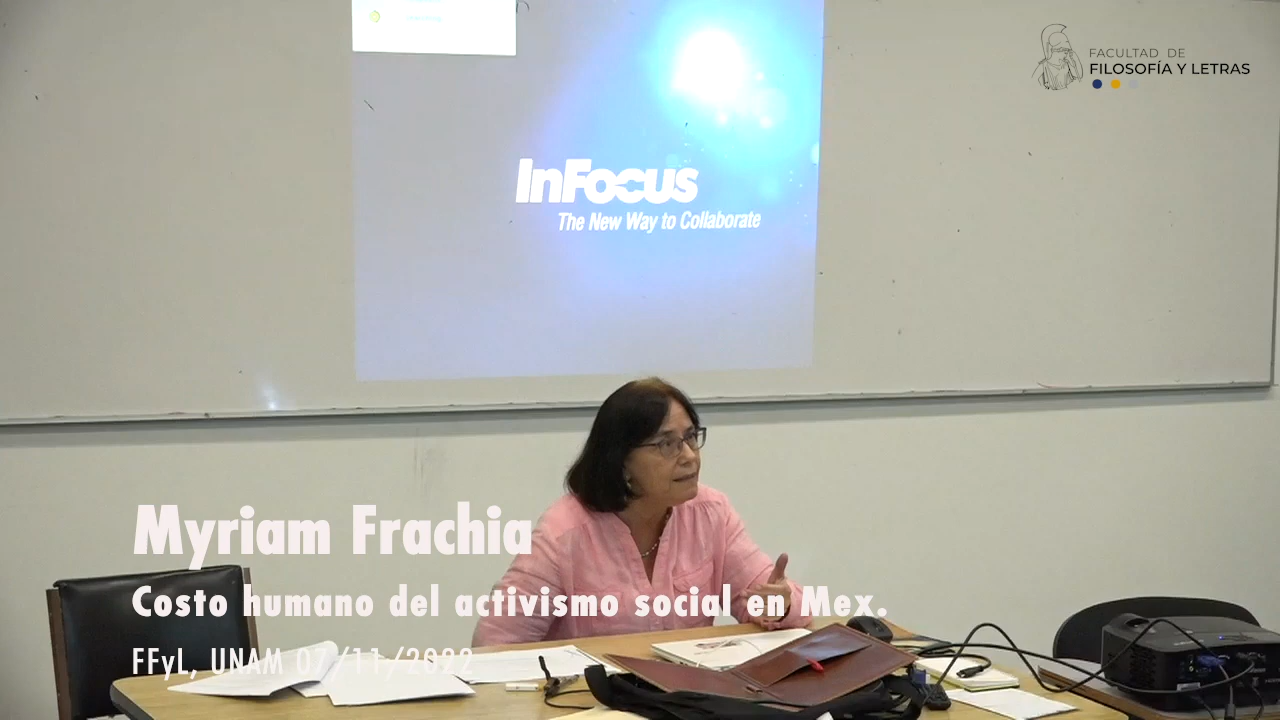 FACULTAD DE
FILOSOFÍA Y LETRAS
InFocus
The New Way to Collaborate
Myriam Frachia
Costo humano del activismo social en Mex.
FFyL, UNAM 07/11/2022